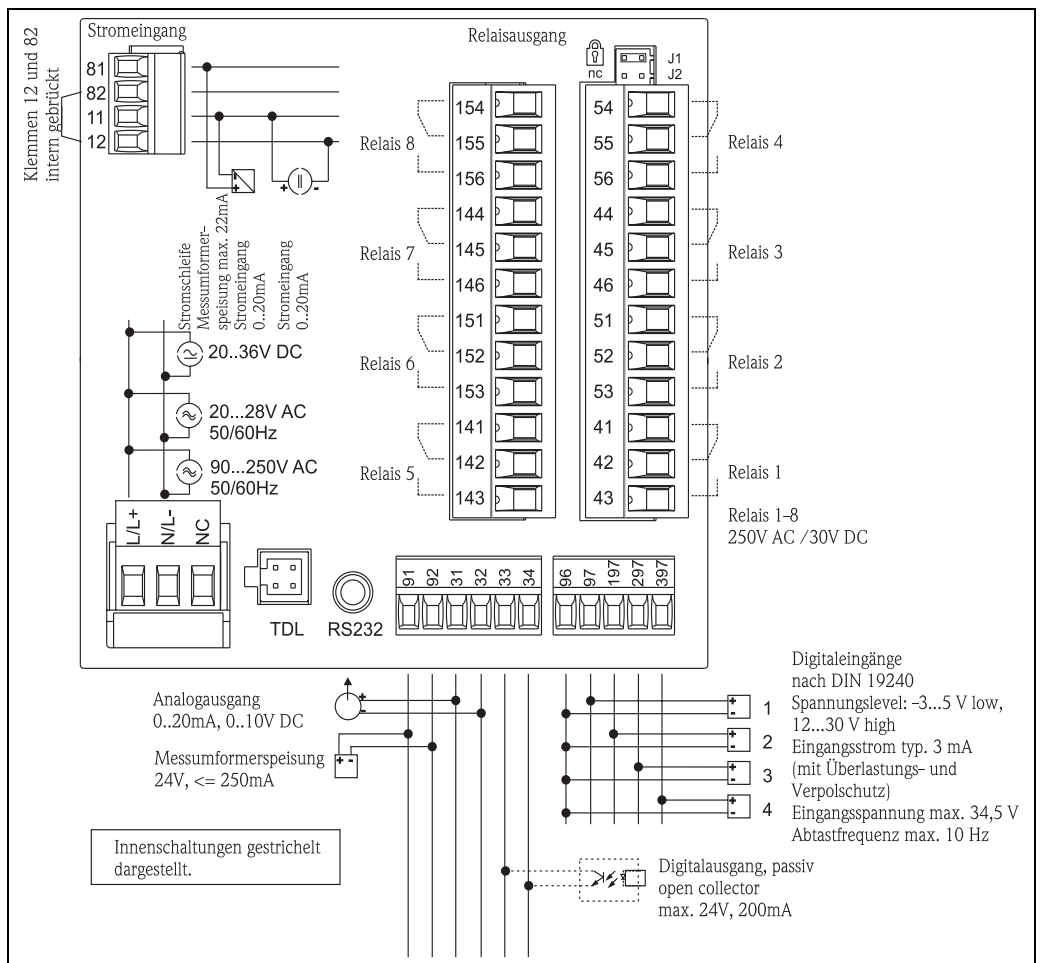 Stromeingang
Klemmen 12 und 82
intern gebrückt
81
82
11
12
+
-
+
-
Stromschleife
Messumformer-
speisung max. 22mA
Stromeingang
0..20mA
Stromeingang
0..20mA
20..36V DC
20...28V AC
50/60Hz
90...250V AC
50/60Hz
L/L+
N/L-
NC
TDL
RS232
Relaisausgang
nc
J1
J2
154
155
156
144
145
146
151
152
153
141
142
143
Relais 8
Relais 7
Relais 6
Relais 5
54
55
56
44
45
46
51
52
53
41
42
43
Relais 4
Relais 3
Relais 2
Relais 1
Relais 1–8
250V AC /30V DC
91
92
31
32
33
34
96
97
197
297
397
Analogausgang
0..20mA, 0..10V DC
+
-
Messumformerspeisung
24V, <= 250mA
+ -
Innenschaltungen gestrichelt
dargestellt.
+
-
1
+
-
2
+
-
3
+
-
4
Digitaleingänge
nach DIN 19240
Spannungslevel: –3...5 V low,
12...30 V high
Eingangsstrom typ. 3 mA
(mit Überlastungs- und
Verpolschutz)
Eingangsspannung max. 34,5 V
Abtastfrequenz max. 10 Hz
Digitalausgang, passiv
open collector
max. 24V, 200mA